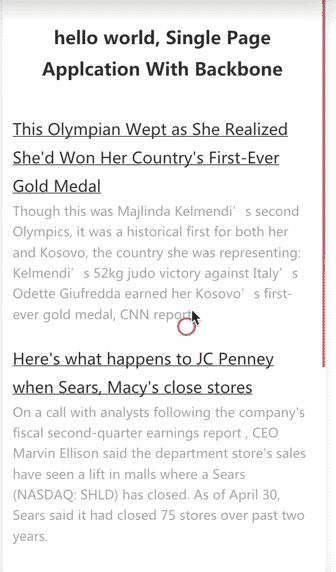 hello world, Single Page
Applcation With Backbone
This Olympian Wept as She Realized
She'd Won Her Country's First-Ever
Gold Medal
Though this was Majlinda Kelmendi’s second
Olympics, it was a historical first for both her
and Kosovo, the country she was representing:
Kelmendi’s 52kg judo victory against Italy’s
Odette Giufredda earned her Kosovo’s first-
ever gold medal, CNN report
Here's what happens to JC Penney
when Sears, Macy's close stores
On a call with analysts following the company's
fiscal second-quarter earnings report , CEO
Marvin Ellison said the department store's sales
have seen a lift in malls where a Sears
(NASDAQ: SHLD) has closed. As of April 30,
Sears said it had closed 75 stores over past two
years.